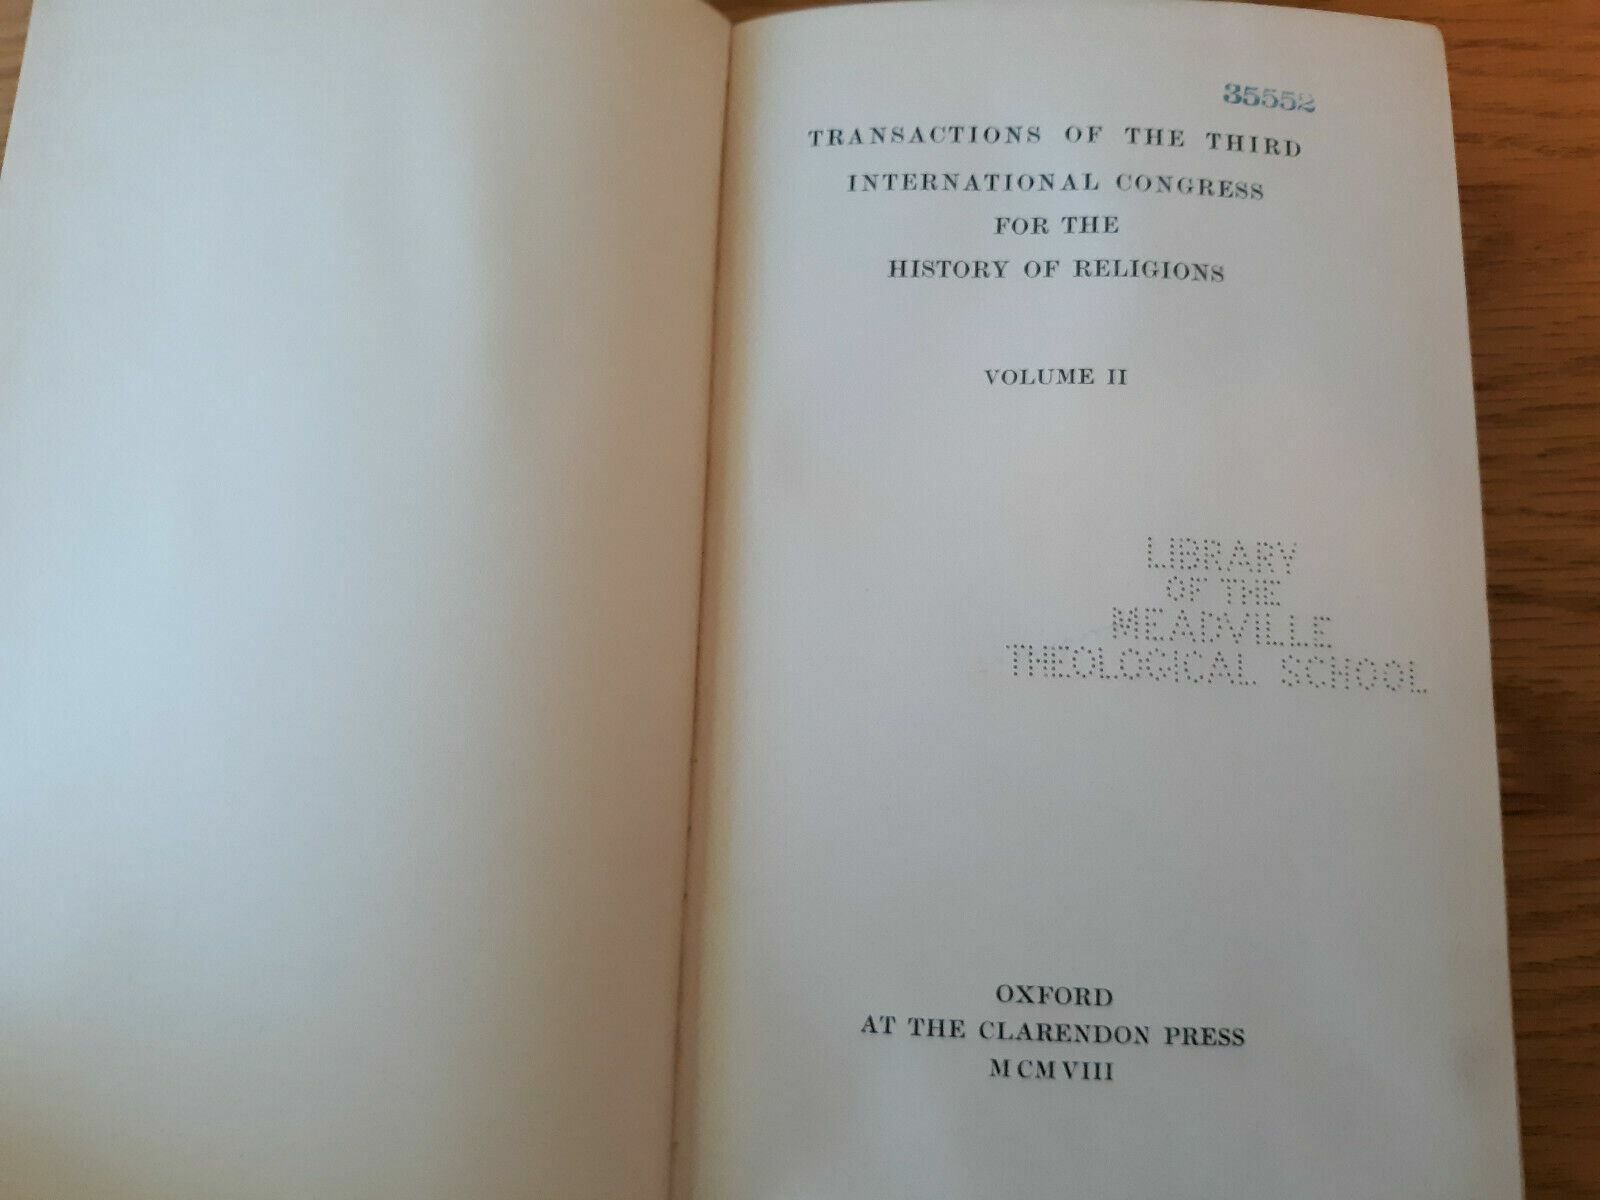 35552
TRANSACTIONS OF THE THIRD
INTERNATIONAL CONGRESS
FOR THE
HISTORY OF RELIGIONS
VOLUME II
LIBRARY
OF THE
MEADVILLE
THEOLOGICAL SCHOOL
OXFORD
AT THE CLARENDON PRESS
MCMVIII